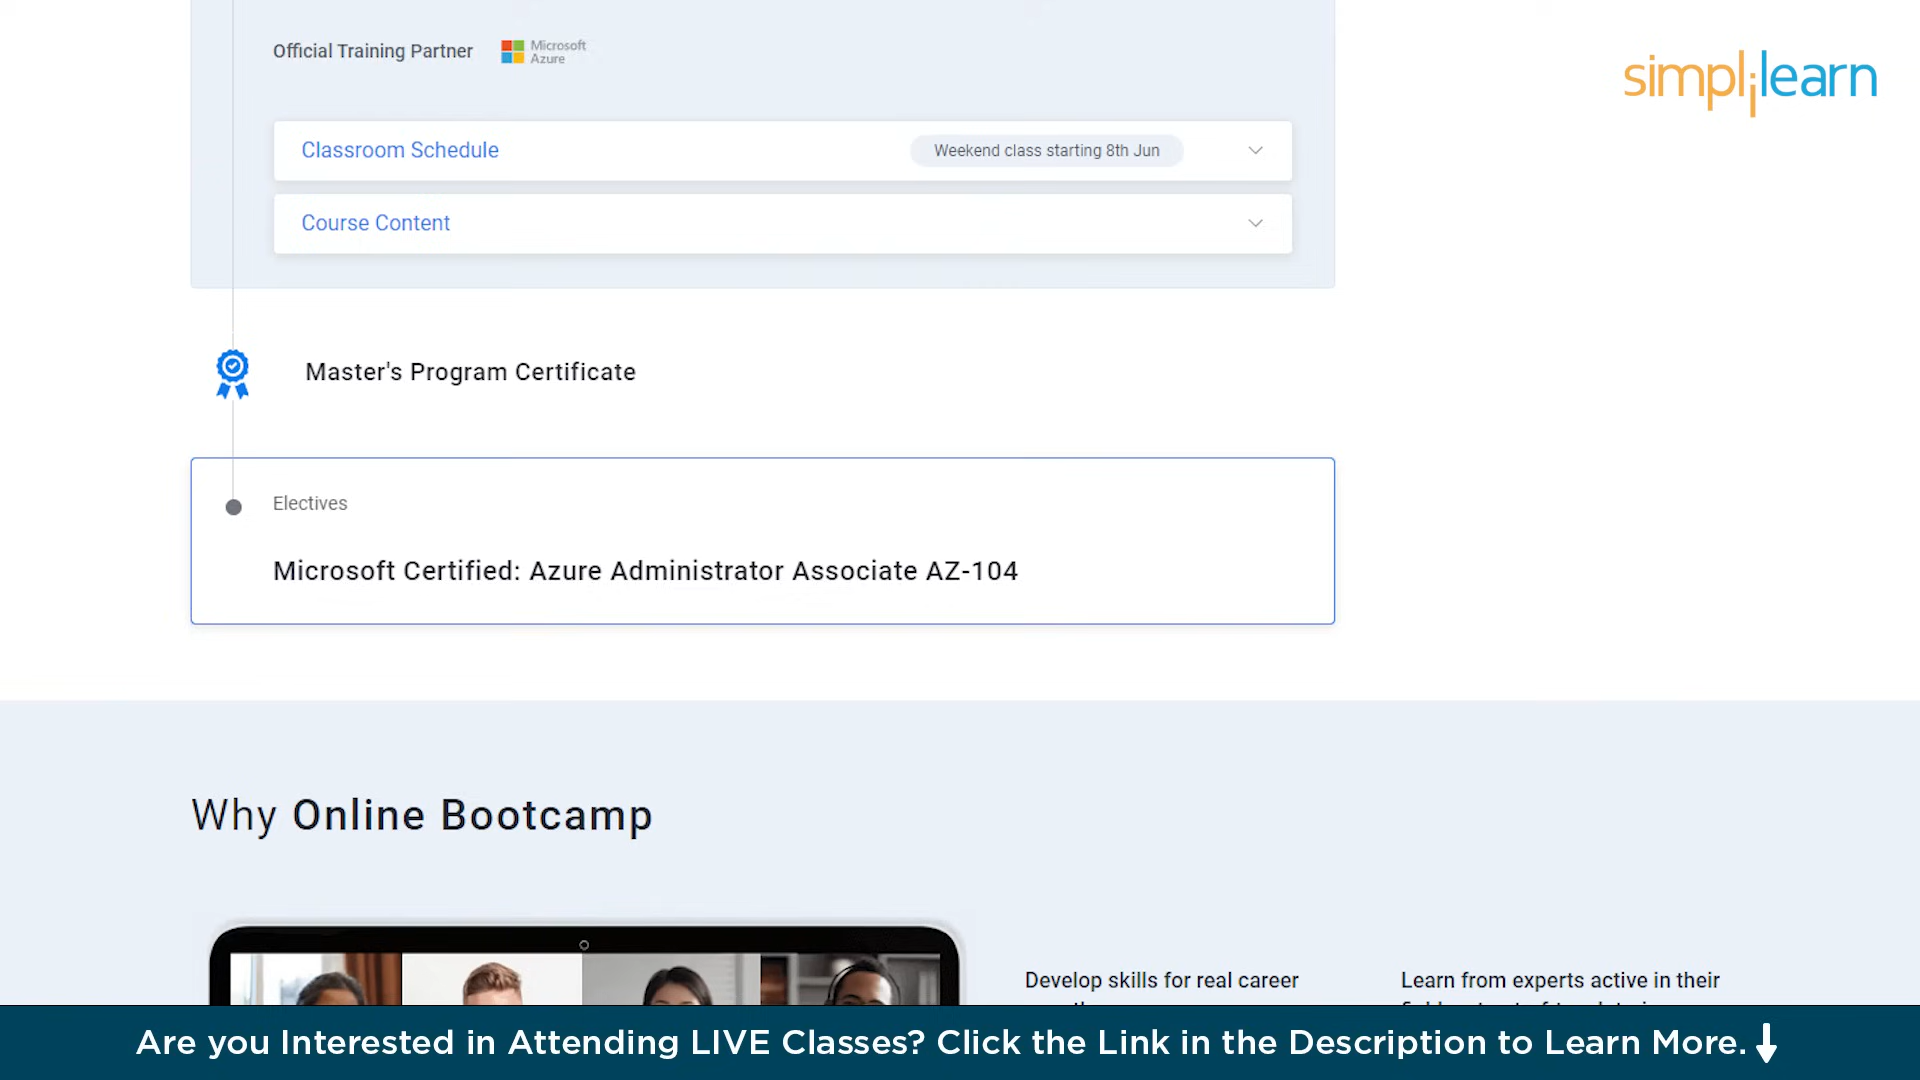 Official Training Partner
Microsoft
Azure
simplilearn
Classroom Schedule
Weekend class starting 8th Jun
Course Content
Master's Program Certificate
Electives
Microsoft Certified: Azure Administrator Associate AZ-104
Why Online Bootcamp
Develop skills for real career
Learn from experts active in their
Are you Interested in Attending LIVE Classes? Click the Link in the Description to Learn More.